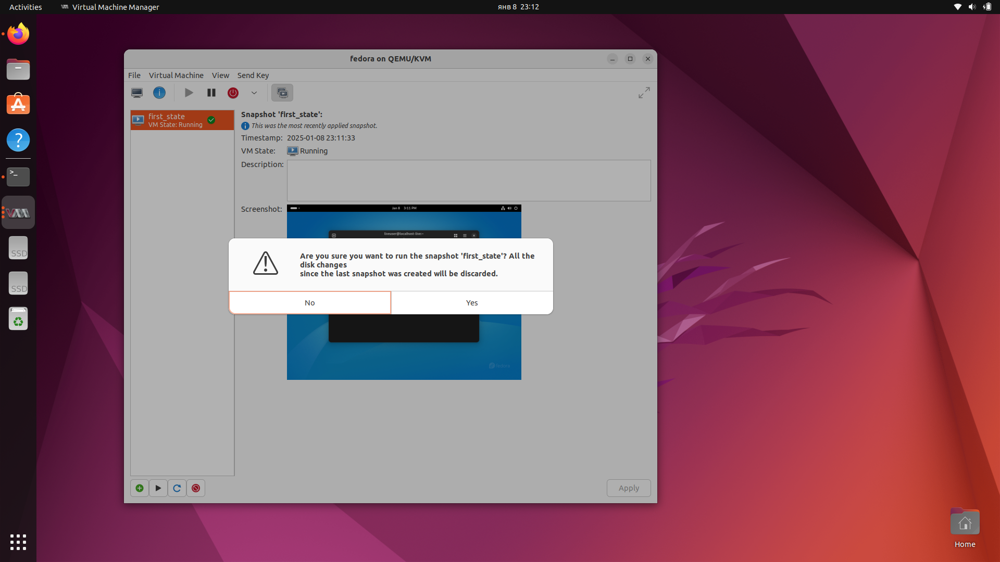 Activities
Virtual Machine Manager
янв 8 23:12
fedora on QEMU/KVM
File Virtual Machine View Send Key
first_state
VM State: Running
Snapshot 'first_state':
This was the most recently applied snapshot.
Timestamp: 2025-01-08 23:11:33
VM State: Running
Description:
Screenshot:
Jan 8 3:11 PM
liveuser@localhost-live:~
Are you sure you want to run the snapshot 'first_state'? All the
disk changes
since the last snapshot was created will be discarded.
No
Yes
fedora
Apply
SSD
SSD
Home